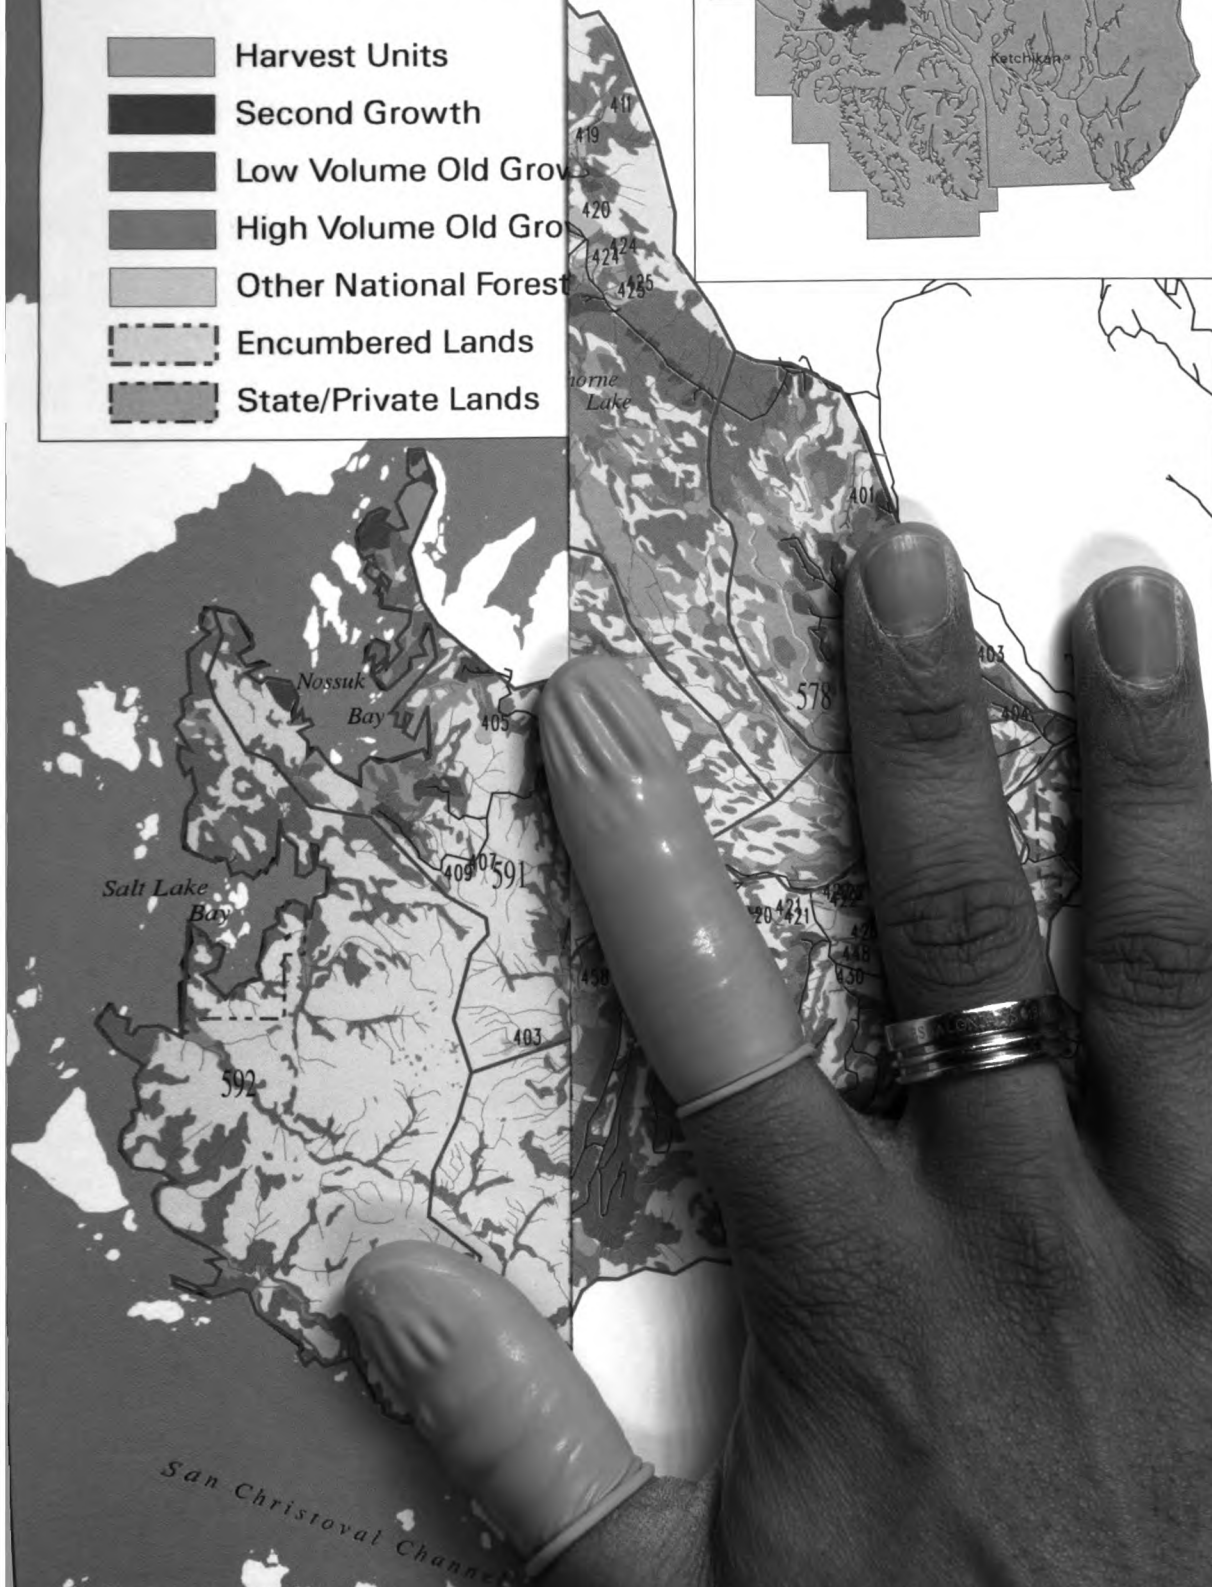 Harvest Units
Second Growth
Low Volume Old Grov
High Volume Old Gro
Other National Forest
Encumbered Lands
State/Private Lands
Ketchikan
411
419
420
424
424
425
425
horne
Lake
401
403
404
578
Nossuk
Bay
405
407
409
591
Salt Lake
Bay
20
421
421
448
430
458
403
592
San Christoval Channel